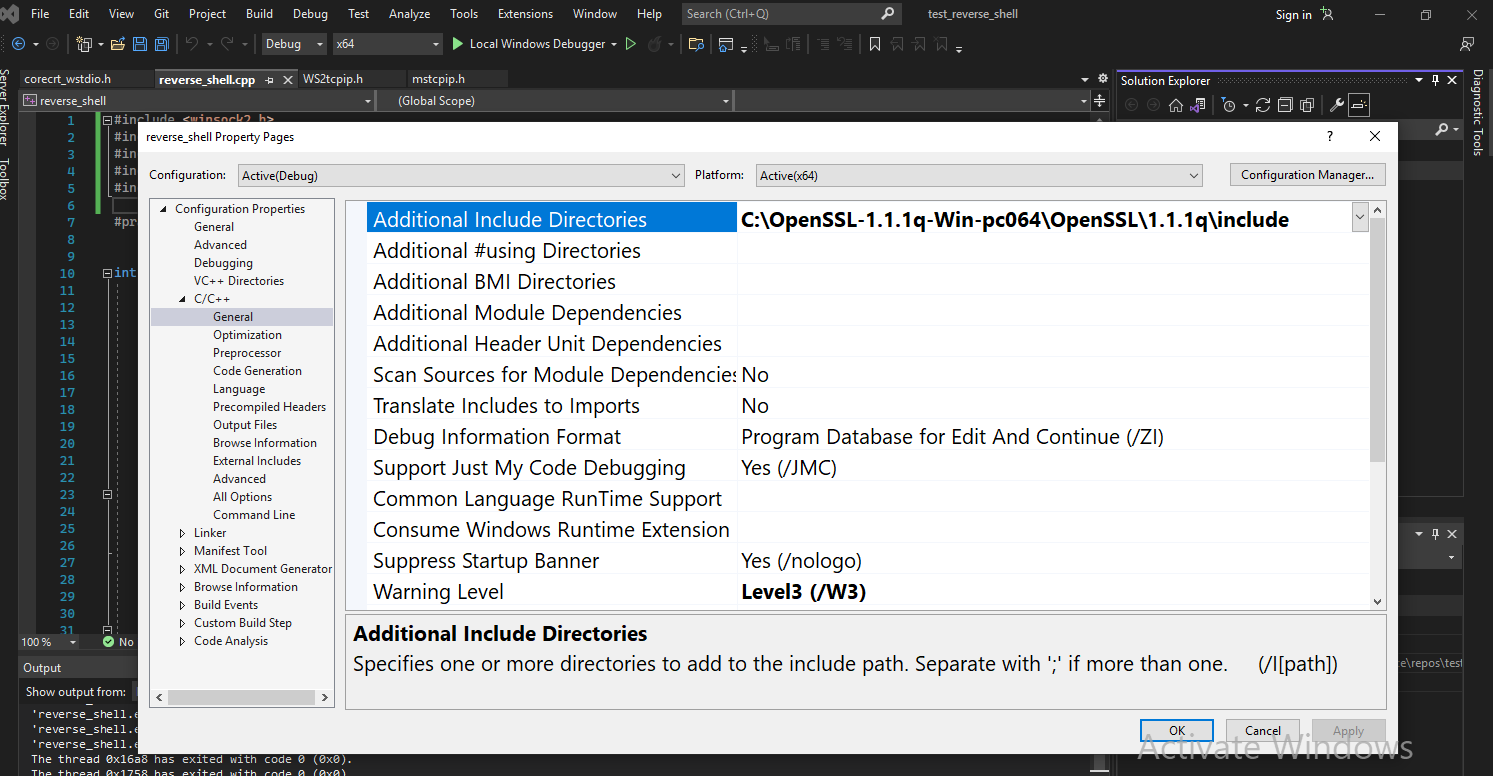 File Edit View Git Project Build Debug Test Analyze Tools Extensions Window Help Search (Ctrl+Q) test_reverse_shell Sign in
Debug x64 Local Windows Debugger
Server Explorer
Toolbox
corecrt_wstdio.h reverse_shell.cpp WS2tcpip.h mstcpip.h
reverse_shell (Global Scope)
Solution Explorer
Diagnostic Tools
1 #include <winsock2.h>
2 #in
3 #in
4 #in
5 #in
6
7 #pr
8
9
10 int
11
12
13
14
15
16
17
18
19
20
21
22
23
24
25
26
27
28
29
30
31
100 % No
Output
Show output from:
'reverse_shell.e
'reverse_shell.e
'reverse_shell.e
The thread 0x16a8 has exited with code 0 (0x0).
The thread 0x1758 has exited with code 0 (0x0).
reverse_shell Property Pages ?
Configuration: Active(Debug) Platform: Active(x64) Configuration Manager...
Configuration Properties
General
Advanced
Debugging
VC++ Directories
C/C++
General
Optimization
Preprocessor
Code Generation
Language
Precompiled Headers
Output Files
Browse Information
External Includes
Advanced
All Options
Command Line
Linker
Manifest Tool
XML Document Generator
Browse Information
Build Events
Custom Build Step
Code Analysis
Additional Include Directories C:\OpenSSL-1.1.1q-Win-pc064\OpenSSL\1.1.1q\include
Additional #using Directories
Additional BMI Directories
Additional Module Dependencies
Additional Header Unit Dependencies
Scan Sources for Module Dependencies No
Translate Includes to Imports No
Debug Information Format Program Database for Edit And Continue (/ZI)
Support Just My Code Debugging Yes (/JMC)
Common Language RunTime Support
Consume Windows Runtime Extension
Suppress Startup Banner Yes (/nologo)
Warning Level Level3 (/W3)
Additional Include Directories
Specifies one or more directories to add to the include path. Separate with ';' if more than one. (/I[path])
OK Cancel Apply
e\repos\test
Activate Windows